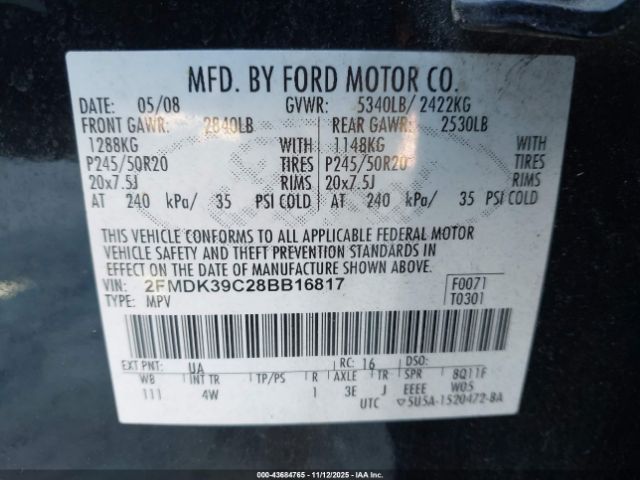 MFD. BY FORD MOTOR CO.
DATE: 05/08 GVWR: 5340LB/ 2422KG
FRONT GAWR: 2840LB REAR GAWR: 2530LB
1288KG WITH 1148KG WITH
P245/50R20 TIRES P245/50R20 TIRES
20x7.5J RIMS 20x7.5J RIMS
AT 240 kPa/ 35 PSI COLD AT 240 kPa/ 35 PSI COLD
THIS VEHICLE CONFORMS TO ALL APPLICABLE FEDERAL MOTOR
VEHICLE SAFETY AND THEFT PREVENTION STANDARDS IN
EFFECT ON THE DATE OF MANUFACTURE SHOWN ABOVE.
VIN: 2FMDK39C28BB16817 F0071
TYPE: MPV T0301
EXT PNT: UA RC: 16 DSO:
WB INT TR TP/PS R AXLE TR SPR 8Q11F
111 4W 1 3E J EEEE W05
UTC ▽5U5A-1520472-BA
000-43684765 - 11/12/2025 - IAA Inc.